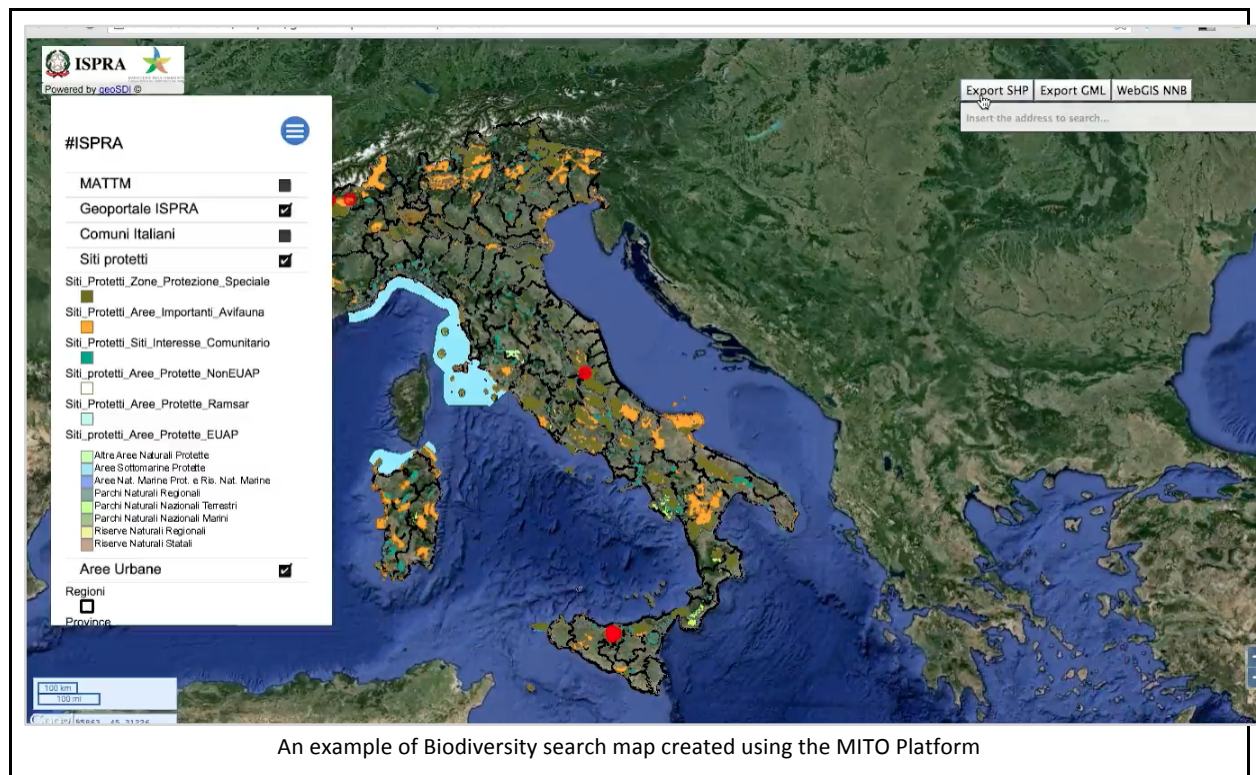 ISPRA
Powered by geoSDI ©
Export SHP Export GML WebGIS NNB
Insert the address to search...
#ISPRA
MATTM
Geoportale ISPRA
Comuni Italiani
Siti protetti
Siti_Protetti_Zone_Protezione_Speciale
Siti_Protetti_Aree_Importanti_Avifauna
Siti_Protetti_Siti_Interesse_Comunitario
Siti_protetti_Aree_Protette_NonEUAP
Siti_Protetti_Aree_Protette_Ramsar
Siti_protetti_Aree_Protette_EUAP
Altre Aree Naturali Protette
Aree Sottomarine Protette
Aree Nat. Marine Prot. e Ris. Nat. Marine
Parchi Naturali Regionali
Parchi Naturali Nazionali Terrestri
Parchi Naturali Nazionali Marini
Riserve Naturali Regionali
Riserve Naturali Statali
Aree Urbane
Regioni
Province
100 km
100 mi
An example of Biodiversity search map created using the MITO Platform